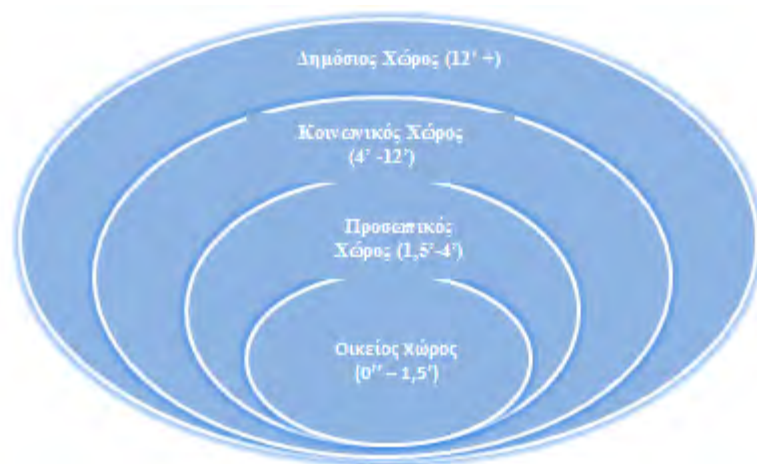 Δημόσιος Χώρος (12' +)
Κοινωνικός Χώρος
(4' -12')
Προσωπικός
Χώρος (1,5'-4')
Οικείος Χώρος
(0'' – 1,5')